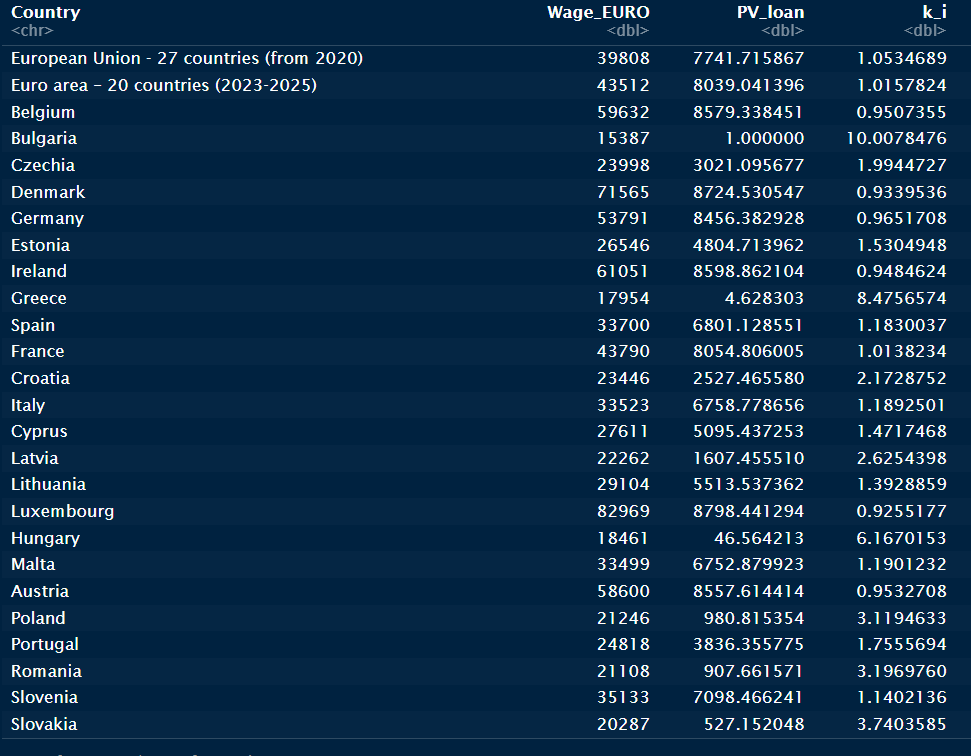 Country Wage_EURO PV_loan k_i
<chr> <dbl> <dbl> <dbl>
European Union - 27 countries (from 2020) 39808 7741.715867 1.0534689
Euro area – 20 countries (2023-2025) 43512 8039.041396 1.0157824
Belgium 59632 8579.338451 0.9507355
Bulgaria 15387 1.000000 10.0078476
Czechia 23998 3021.095677 1.9944727
Denmark 71565 8724.530547 0.9339536
Germany 53791 8456.382928 0.9651708
Estonia 26546 4804.713962 1.5304948
Ireland 61051 8598.862104 0.9484624
Greece 17954 4.628303 8.4756574
Spain 33700 6801.128551 1.1830037
France 43790 8054.806005 1.0138234
Croatia 23446 2527.465580 2.1728752
Italy 33523 6758.778656 1.1892501
Cyprus 27611 5095.437253 1.4717468
Latvia 22262 1607.455510 2.6254398
Lithuania 29104 5513.537362 1.3928859
Luxembourg 82969 8798.441294 0.9255177
Hungary 18461 46.564213 6.1670153
Malta 33499 6752.879923 1.1901232
Austria 58600 8557.614414 0.9532708
Poland 21246 980.815354 3.1194633
Portugal 24818 3836.355775 1.7555694
Romania 21108 907.661571 3.1969760
Slovenia 35133 7098.466241 1.1402136
Slovakia 20287 527.152048 3.7403585